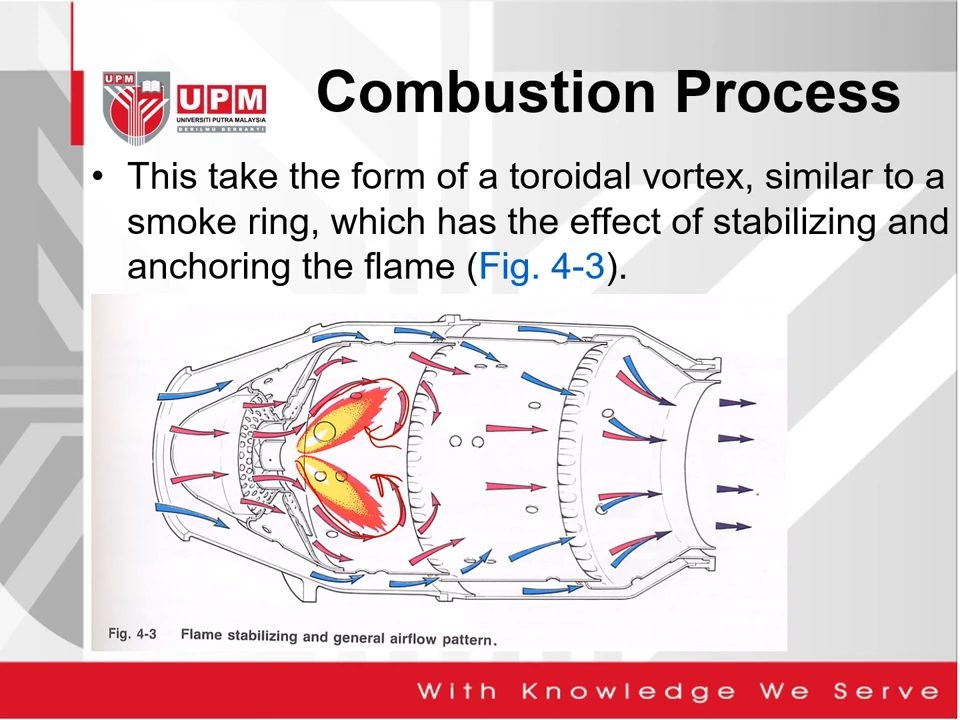 UPM
UPM
UNIVERSITI PUTRA MALAYSIA
BERILMU BERBAKTI
Combustion Process
• This take the form of a toroidal vortex, similar to a
smoke ring, which has the effect of stabilizing and
anchoring the flame (Fig. 4-3).
Fig. 4-3 Flame stabilizing and general airflow pattern.
With Knowledge We Serve